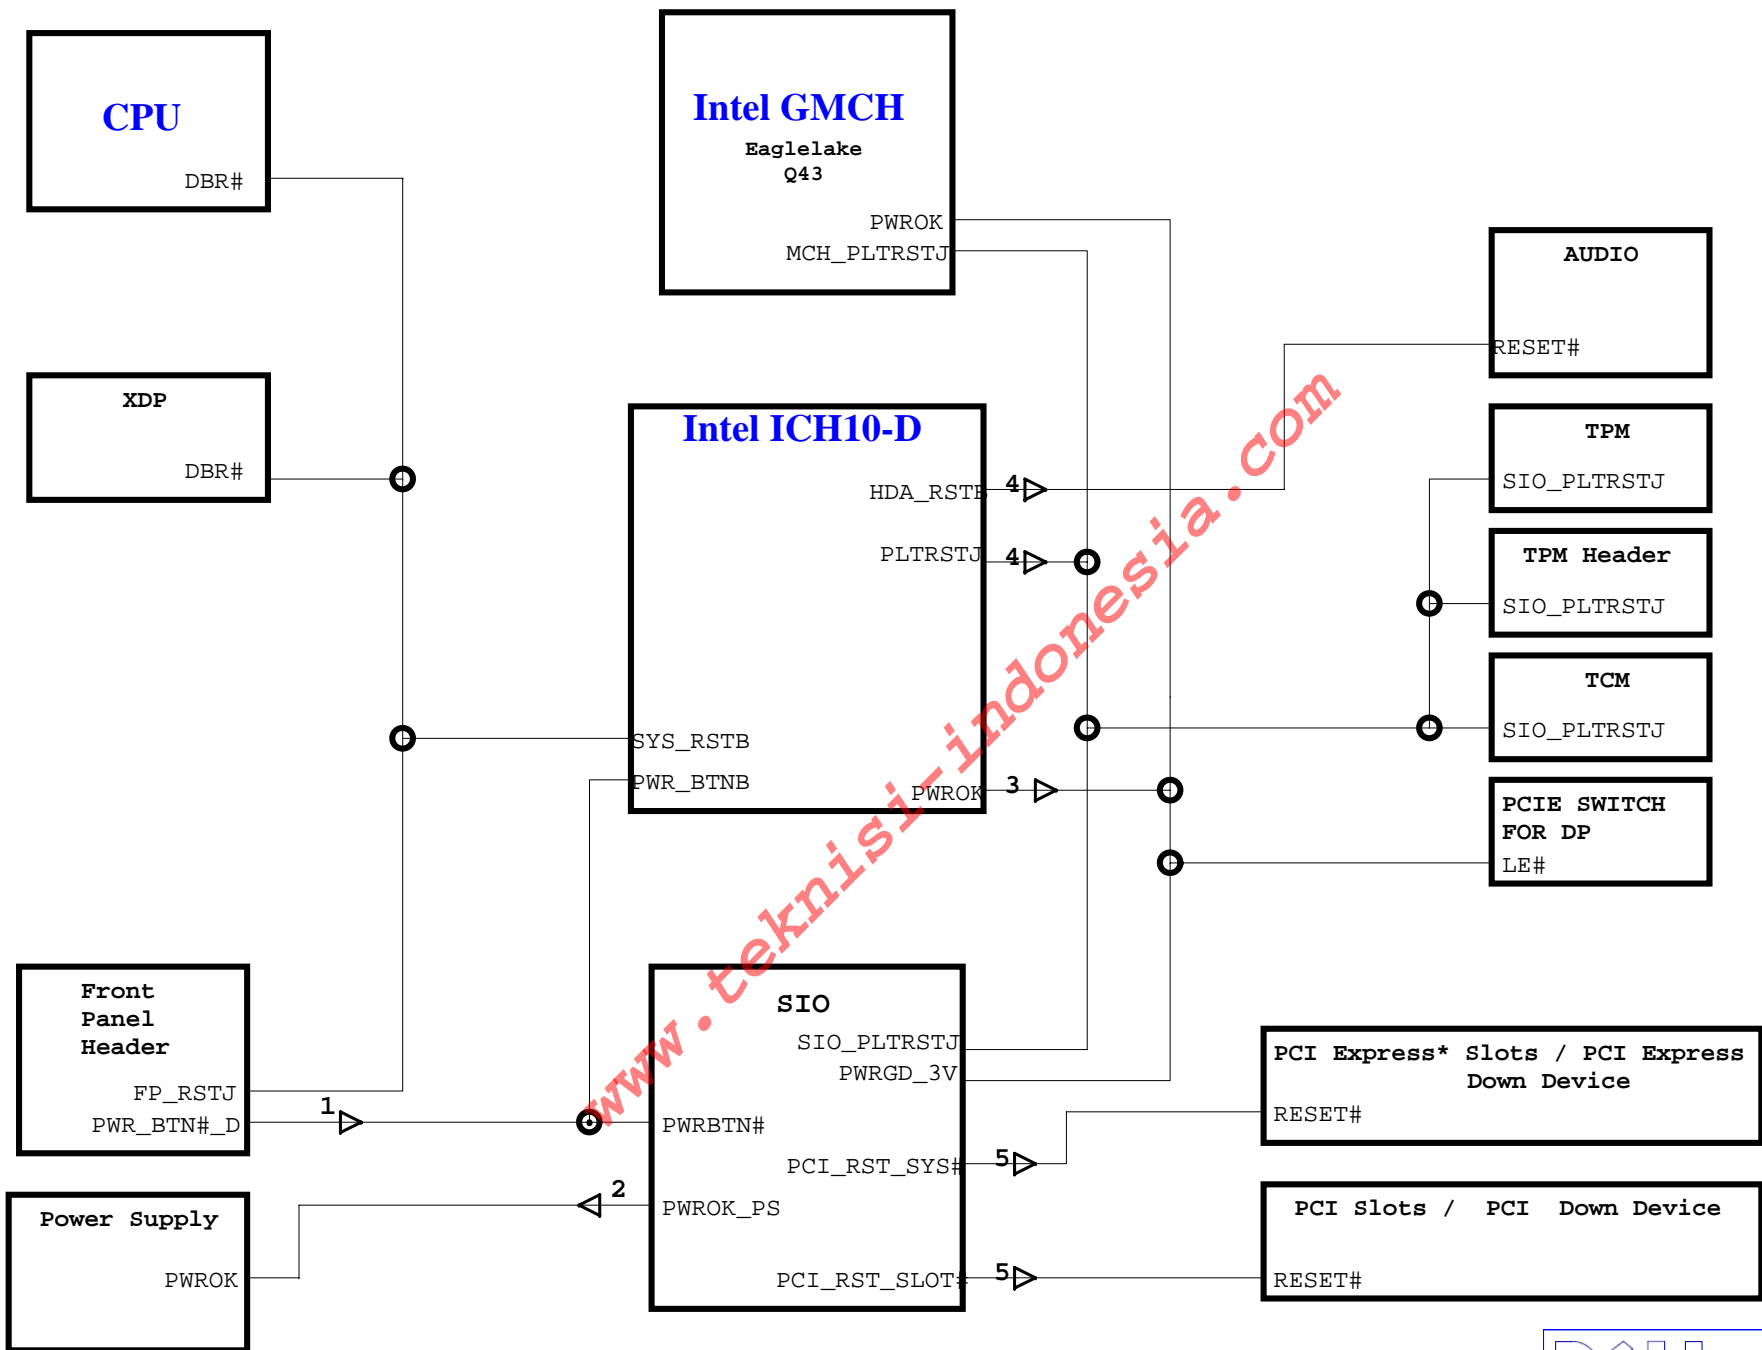 CPU
DBR#
Intel GMCH
Eaglelake
Q43
PWROK
MCH_PLTRSTJ
AUDIO
RESET#
XDP
DBR#
Intel ICH10-D
HDA_RSTB
4
PLTRSTJ
4
SYS_RSTB
PWR_BTNB
PWROK
3
TPM
SIO_PLTRSTJ
TPM Header
SIO_PLTRSTJ
TCM
SIO_PLTRSTJ
PCIE SWITCH
FOR DP
LE#
Front
Panel
Header
FP_RSTJ
PWR_BTN#_D
1
SIO
SIO_PLTRSTJ
PWRGD_3V
PWRBTN#
PCI_RST_SYS#
5
2
PWROK_PS
PCI_RST_SLOT#
5
Power Supply
PWROK
PCI Express* Slots / PCI Express
Down Device
RESET#
PCI Slots / PCI Down Device
RESET#
www.teknisi-indonesia.com